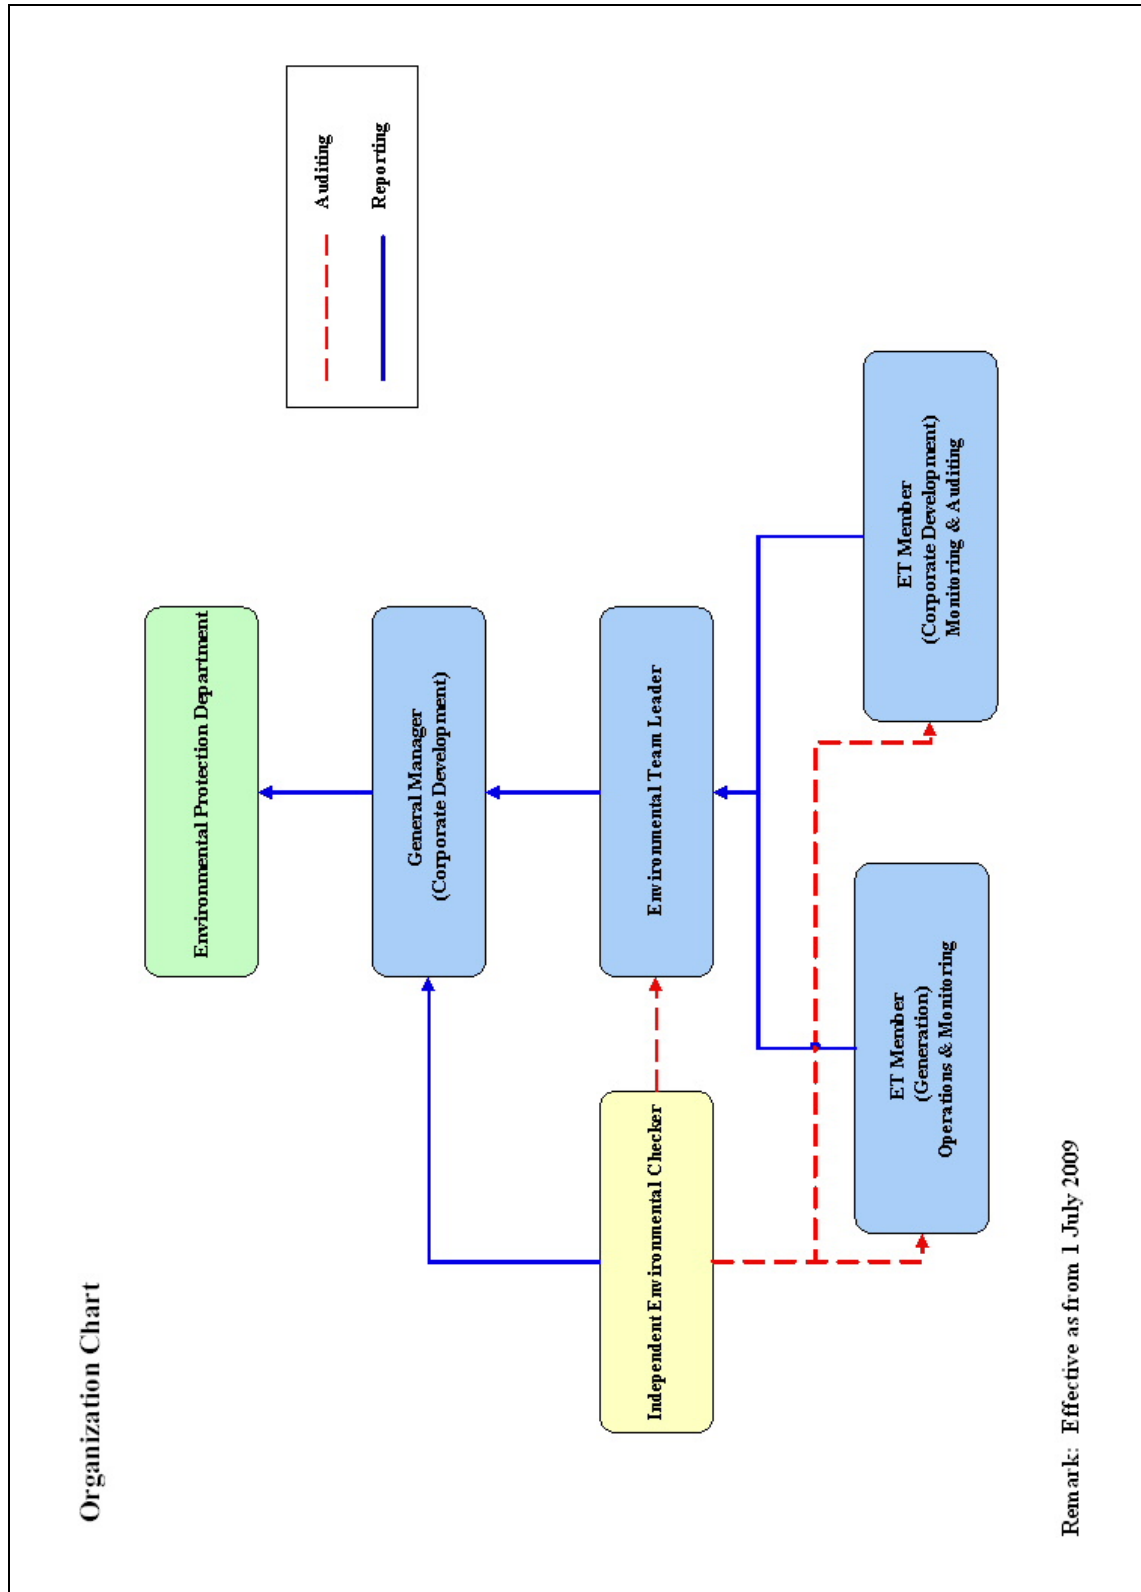 Organization Chart
Auditing
Reporting
Environmental Protection Department
General Manager
(Corporate Development)
Independent Environmental Checker
Environmental Team Leader
ET Member
(Generation)
Operations & Monitoring
ET Member
(Corporate Development)
Monitoring & Auditing
Remark: Effective as from 1 July 2009